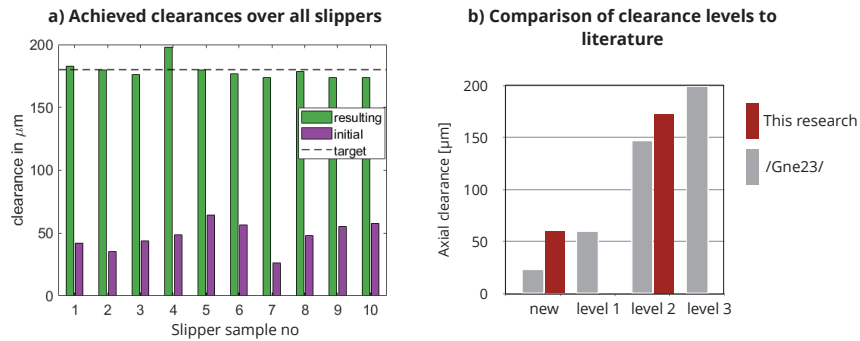 a) Achieved clearances over all slippers
200
150
100
50
0
clearance in μm
resulting
initial
target
1 2 3 4 5 6 7 8 9 10
Slipper sample no
b) Comparison of clearance levels to
literature
200
150
100
50
0
Axial clearance [µm]
new level 1 level 2 level 3
This research
/Gne23/